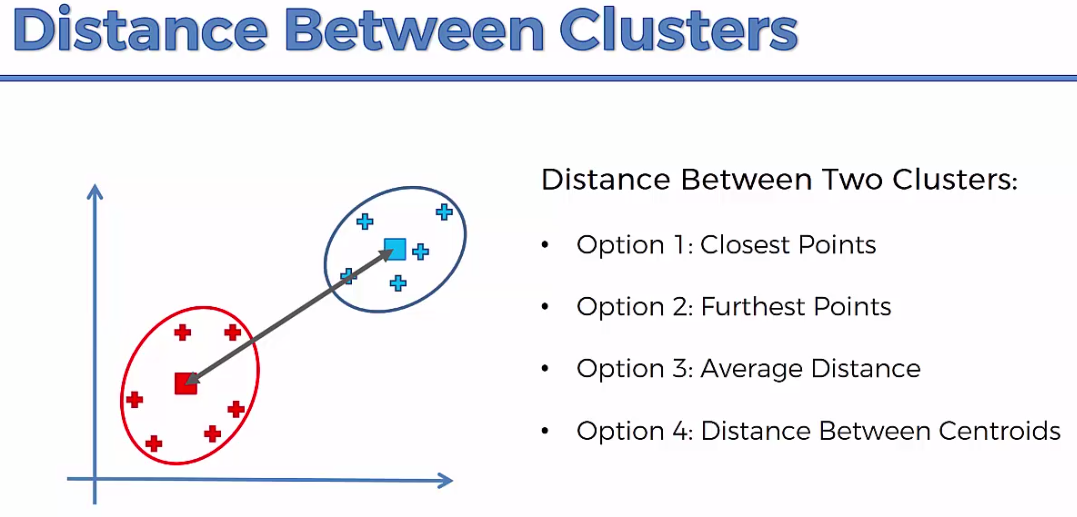 Distance Between Clusters
Distance Between Two Clusters:
• Option 1: Closest Points
• Option 2: Furthest Points
• Option 3: Average Distance
• Option 4: Distance Between Centroids